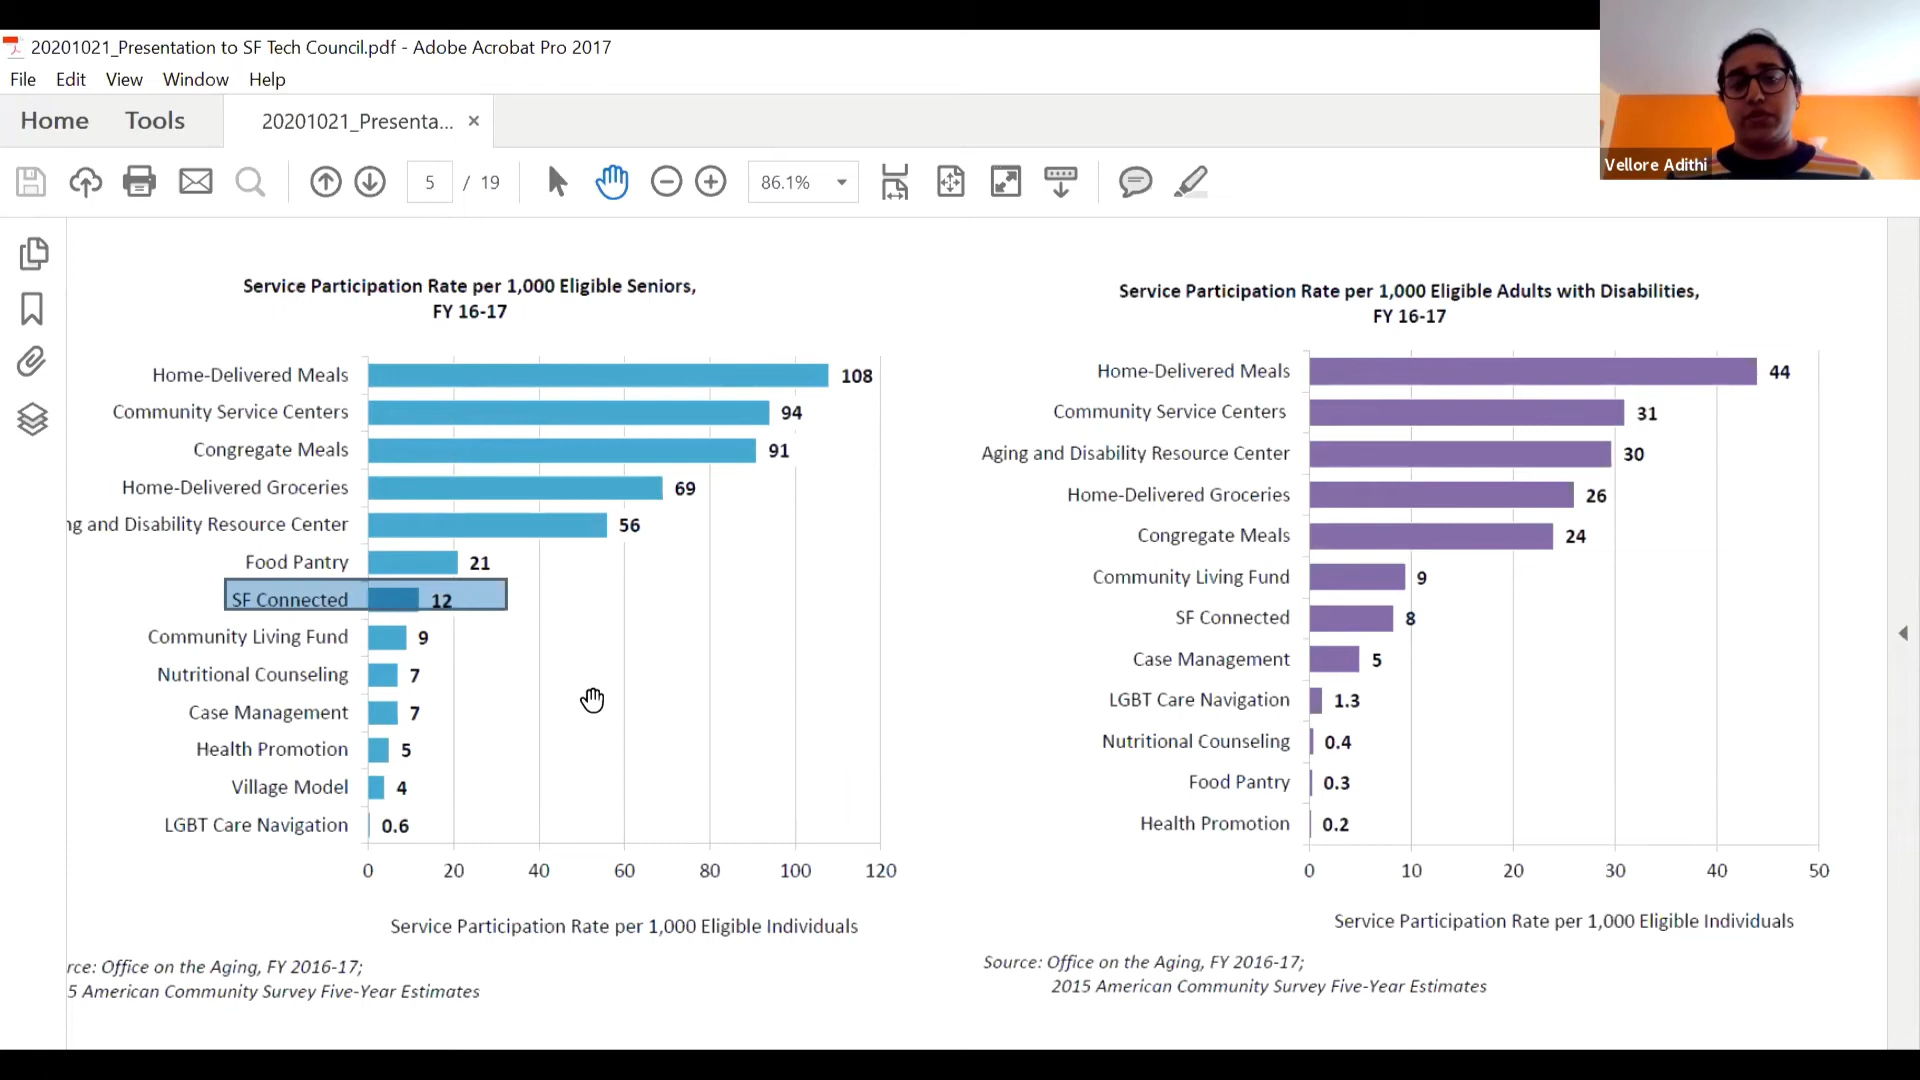 20201021_Presentation to SF Tech Council.pdf - Adobe Acrobat Pro 2017
File Edit View Window Help
Home Tools 20201021_Presenta... ×
5 / 19 86.1%
Vellore Adithi
Service Participation Rate per 1,000 Eligible Seniors,
FY 16-17
Home-Delivered Meals 108
Community Service Centers 94
Congregate Meals 91
Home-Delivered Groceries 69
ng and Disability Resource Center 56
Food Pantry 21
SF Connected 12
Community Living Fund 9
Nutritional Counseling 7
Case Management 7
Health Promotion 5
Village Model 4
LGBT Care Navigation 0.6
0 20 40 60 80 100 120
Service Participation Rate per 1,000 Eligible Individuals
rce: Office on the Aging, FY 2016-17;
5 American Community Survey Five-Year Estimates
Service Participation Rate per 1,000 Eligible Adults with Disabilities,
FY 16-17
Home-Delivered Meals 44
Community Service Centers 31
Aging and Disability Resource Center 30
Home-Delivered Groceries 26
Congregate Meals 24
Community Living Fund 9
SF Connected 8
Case Management 5
LGBT Care Navigation 1.3
Nutritional Counseling 0.4
Food Pantry 0.3
Health Promotion 0.2
0 10 20 30 40 50
Service Participation Rate per 1,000 Eligible Individuals
Source: Office on the Aging, FY 2016-17;
2015 American Community Survey Five-Year Estimates